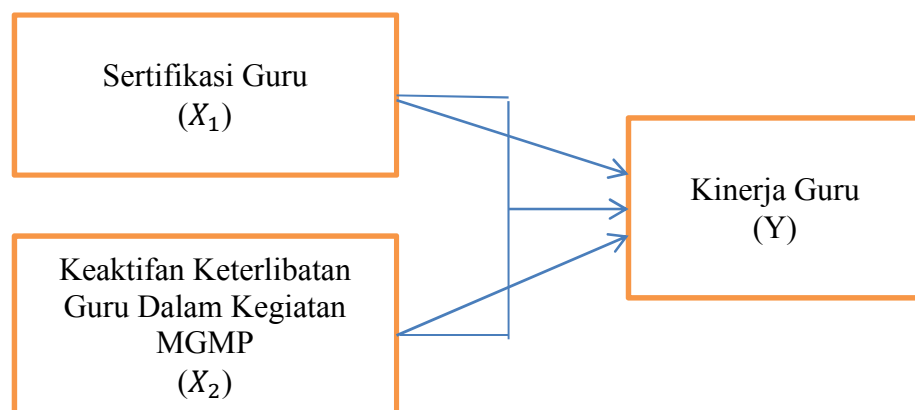 Sertifikasi Guru
(X₁)
Keaktifan Keterlibatan
Guru Dalam Kegiatan
MGMP
(X₂)
Kinerja Guru
(Y)